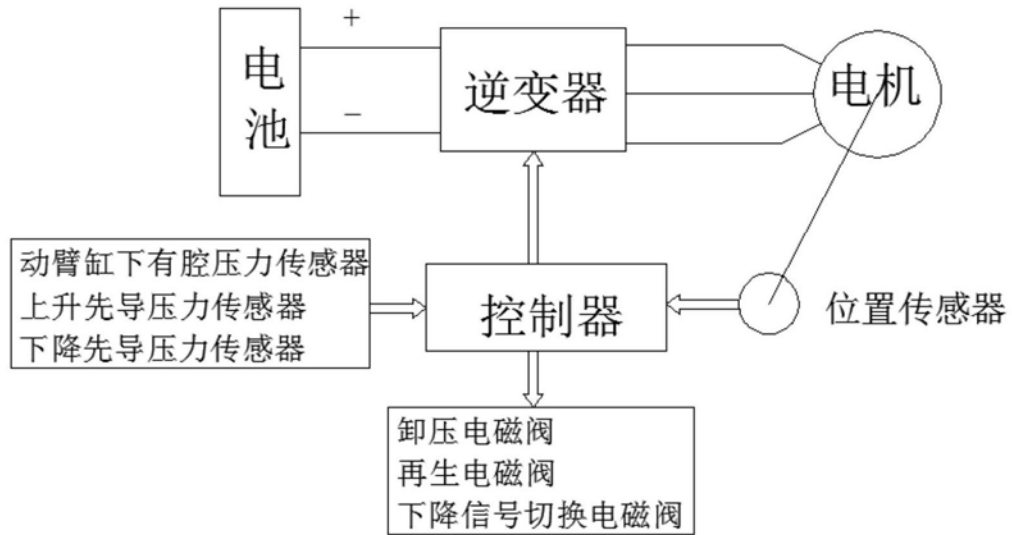 +
电池
−
逆变器
电机
动臂缸下有腔压力传感器
上升先导压力传感器
下降先导压力传感器
控制器
位置传感器
卸压电磁阀
再生电磁阀
下降信号切换电磁阀